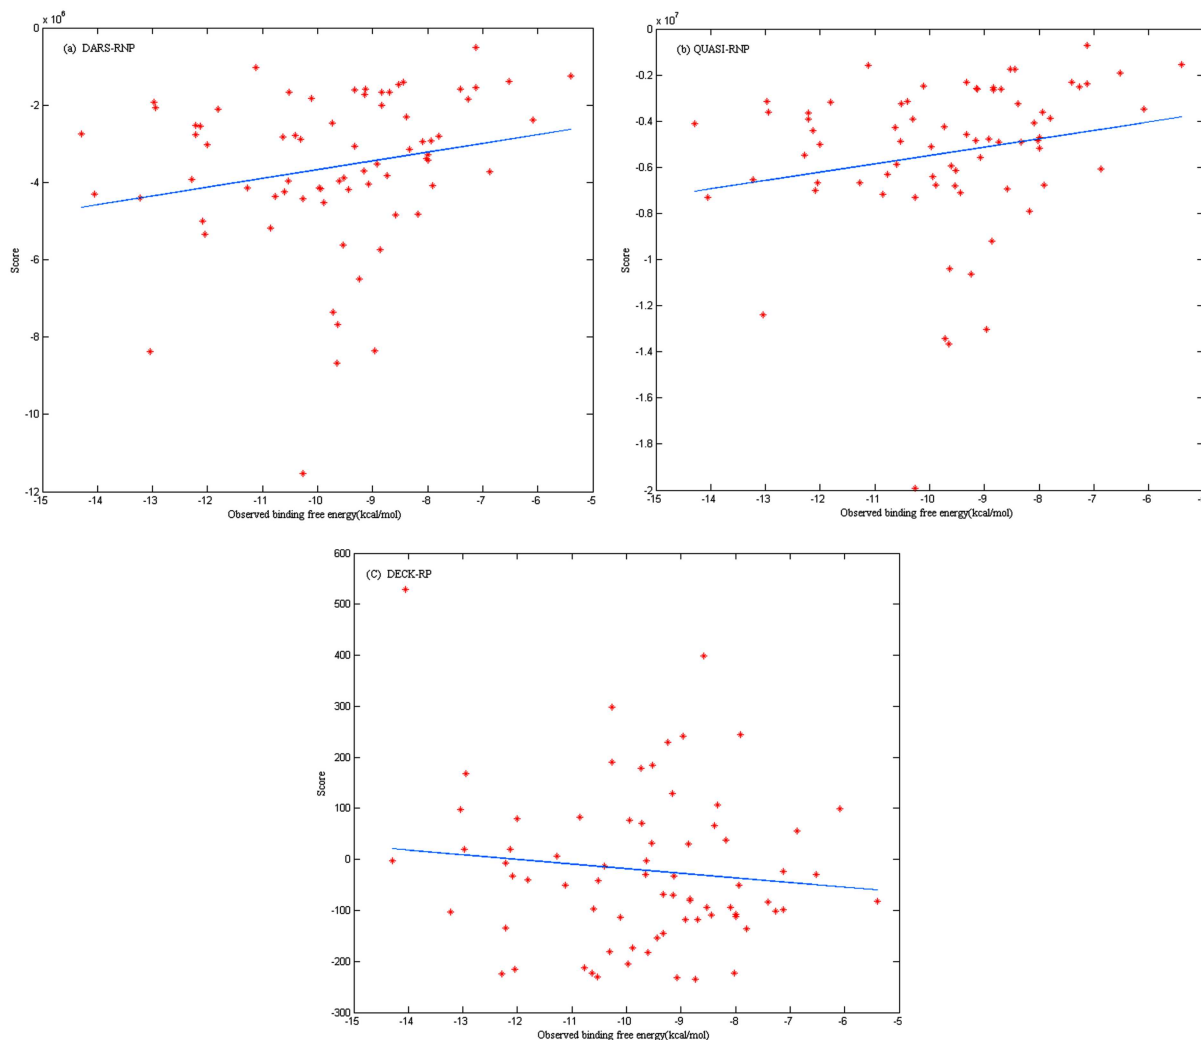 x 10⁶
(a) DARS-RNP
0
-2
-4
-6
-8
-10
-12
Score
-15 -14 -13 -12 -11 -10 -9 -8 -7 -6 -5
Observed binding free energy(kcal/mol)
x 10⁷
(b) QUASI-RNP
0
-0.2
-0.4
-0.6
-0.8
-1
-1.2
-1.4
-1.6
-1.8
-2
Score
-15 -14 -13 -12 -11 -10 -9 -8 -7 -6 -5
Observed binding free energy(kcal/mol)
(C) DECK-RP
600
500
400
300
200
100
0
-100
-200
-300
Score
-15 -14 -13 -12 -11 -10 -9 -8 -7 -6 -5
Observed binding free energy(kcal/mol)